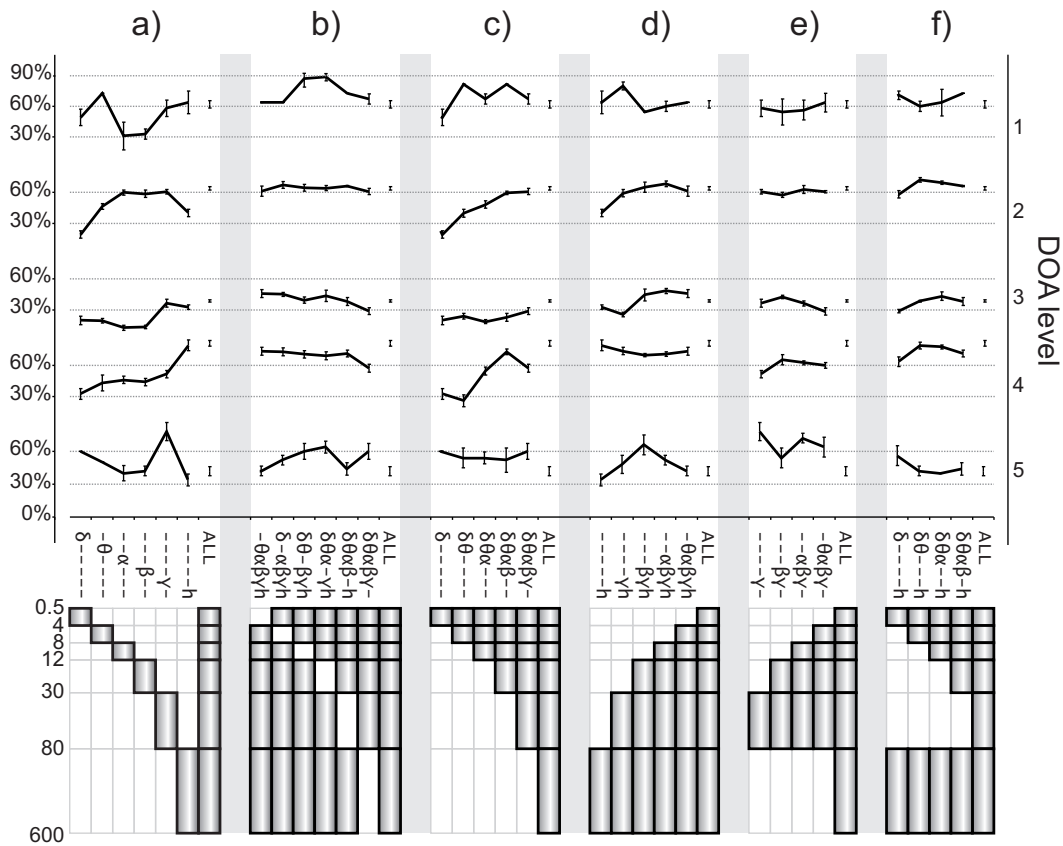 a) b) c) d) e) f)
90%
60%
30%
1
60%
30%
2
60%
30%
3
60%
30%
4
60%
30%
0%
5
DOA level
δ-----
-θ----
--α---
---β--
----γ-
-----h
ALL
-θαβγh
δ-αβγh
δθ-βγh
δθα-γh
δθαβ-h
δθαβγ-
ALL
δ-----
δθ----
δθα---
δθαβ--
δθαβγ-
ALL
-----h
----γh
---βγh
--αβγh
-θαβγh
ALL
----γ-
---βγ-
--αβγ-
-θαβγ-
ALL
δ----h
δθ---h
δθα--h
δθαβ-h
ALL
0.5
4
8
12
30
80
600